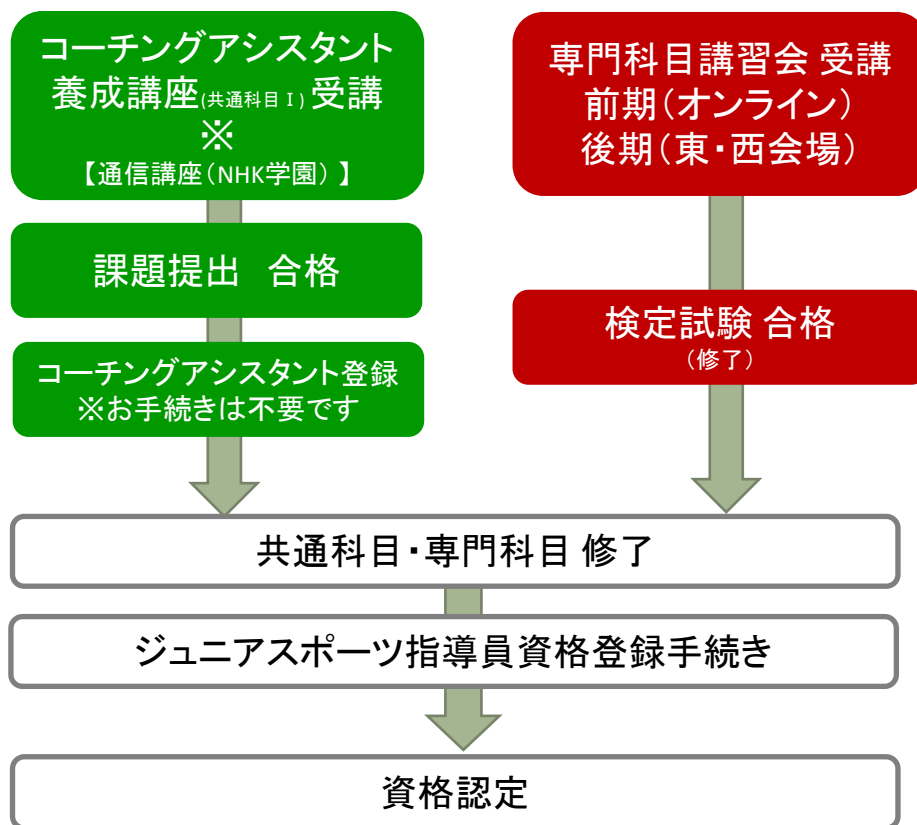 コーチングアシスタント
養成講座(共通科目Ⅰ)受講
※
【通信講座(NHK学園)】
課題提出　合格
コーチングアシスタント登録
※お手続きは不要です
専門科目講習会 受講
前期(オンライン)
後期(東・西会場)
検定試験 合格
(修了)
共通科目・専門科目 修了
ジュニアスポーツ指導員資格登録手続き
資格認定